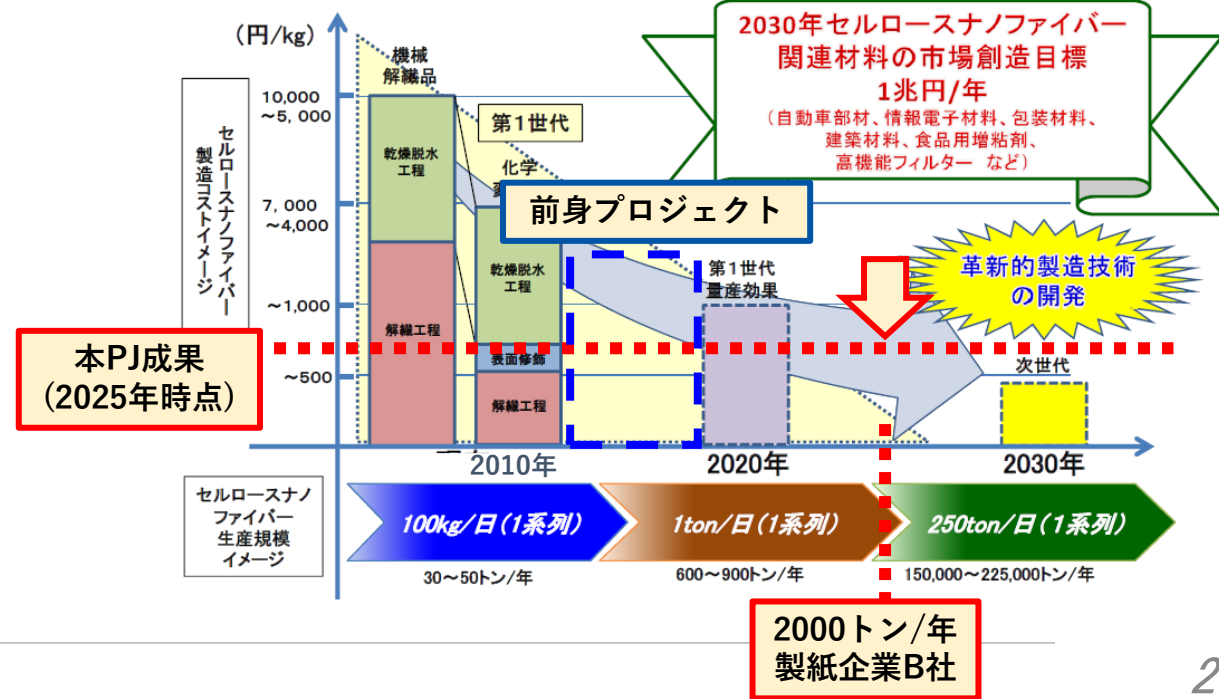 (円/kg)
機械
解繊品
10,000
~5,000
7,000
~4,000
~1,000
~500
セルロースナノファイバー
製造コストイメージ
乾燥脱水
工程
解繊工程
第1世代
化学
乾燥脱水
工程
表面修飾
解繊工程
前身プロジェクト
2030年セルロースナノファイバー
関連材料の市場創造目標
1兆円/年
(自動車部材、情報電子材料、包装材料、
建築材料、食品用増粘剤、
高機能フィルター など)
第1世代
量産効果
革新的製造技術
の開発
次世代
本PJ成果
(2025年時点)
2010年
2020年
2030年
セルロースナノ
ファイバー
生産規模
イメージ
100kg/日(1系列)
1ton/日(1系列)
250ton/日(1系列)
30~50トン/年
600~900トン/年
150,000~225,000トン/年
2000トン/年
製紙企業B社
2